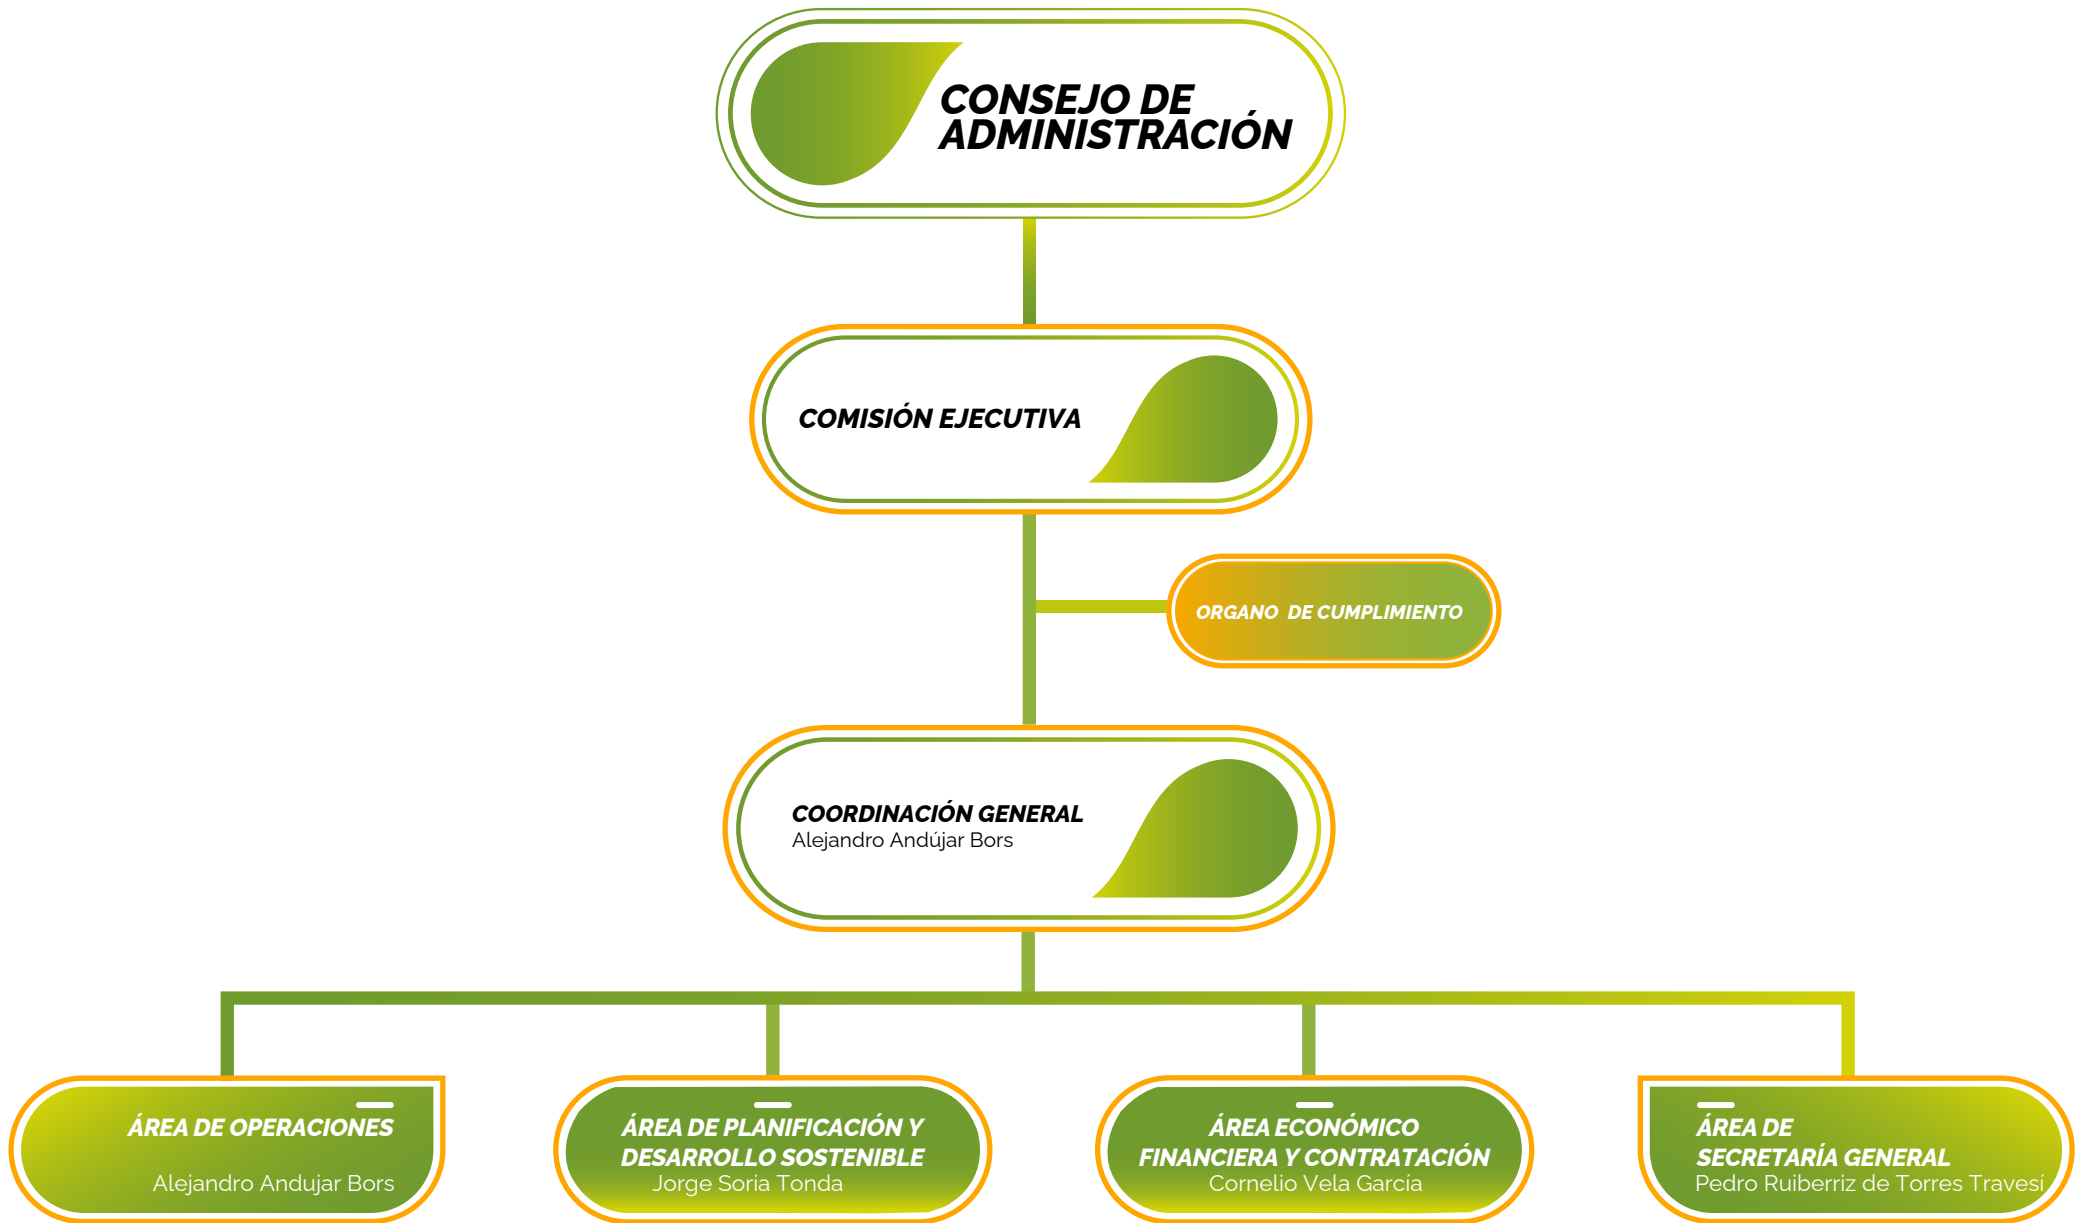 CONSEJO DE
ADMINISTRACIÓN
COMISIÓN EJECUTIVA
ORGANO DE CUMPLIMIENTO
COORDINACIÓN GENERAL
Alejandro Andújar Bors
ÁREA DE OPERACIONES
Alejandro Andujar Bors
ÁREA DE PLANIFICACIÓN Y
DESARROLLO SOSTENIBLE
Jorge Soria Tonda
ÁREA ECONÓMICO
FINANCIERA Y CONTRATACIÓN
Cornelio Vela García
ÁREA DE
SECRETARÍA GENERAL
Pedro Ruiberriz de Torres Travesí